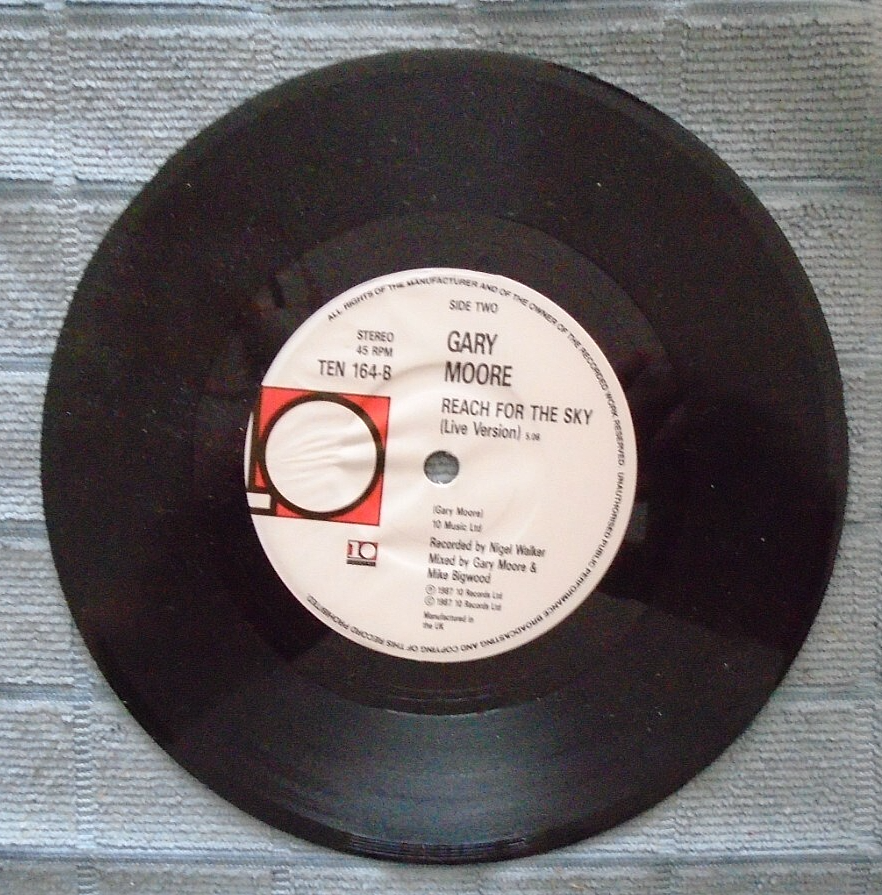 ALL RIGHTS OF THE MANUFACTURER AND OF THE OWNER OF THE RECORDED WORK RESERVED. UNAUTHORISED PUBLIC PERFORMANCE BROADCASTING AND COPYING OF THIS RECORD PROHIBITED.
SIDE TWO
STEREO
45 RPM
TEN 164-B
GARY
MOORE
REACH FOR THE SKY
(Live Version) 5.08
(Gary Moore)
10 Music Ltd
Recorded by Nigel Walker
Mixed by Gary Moore &
Mike Bigwood
℗ 1987 10 Records Ltd
© 1987 10 Records Ltd
Manufactured in
the UK
10
10